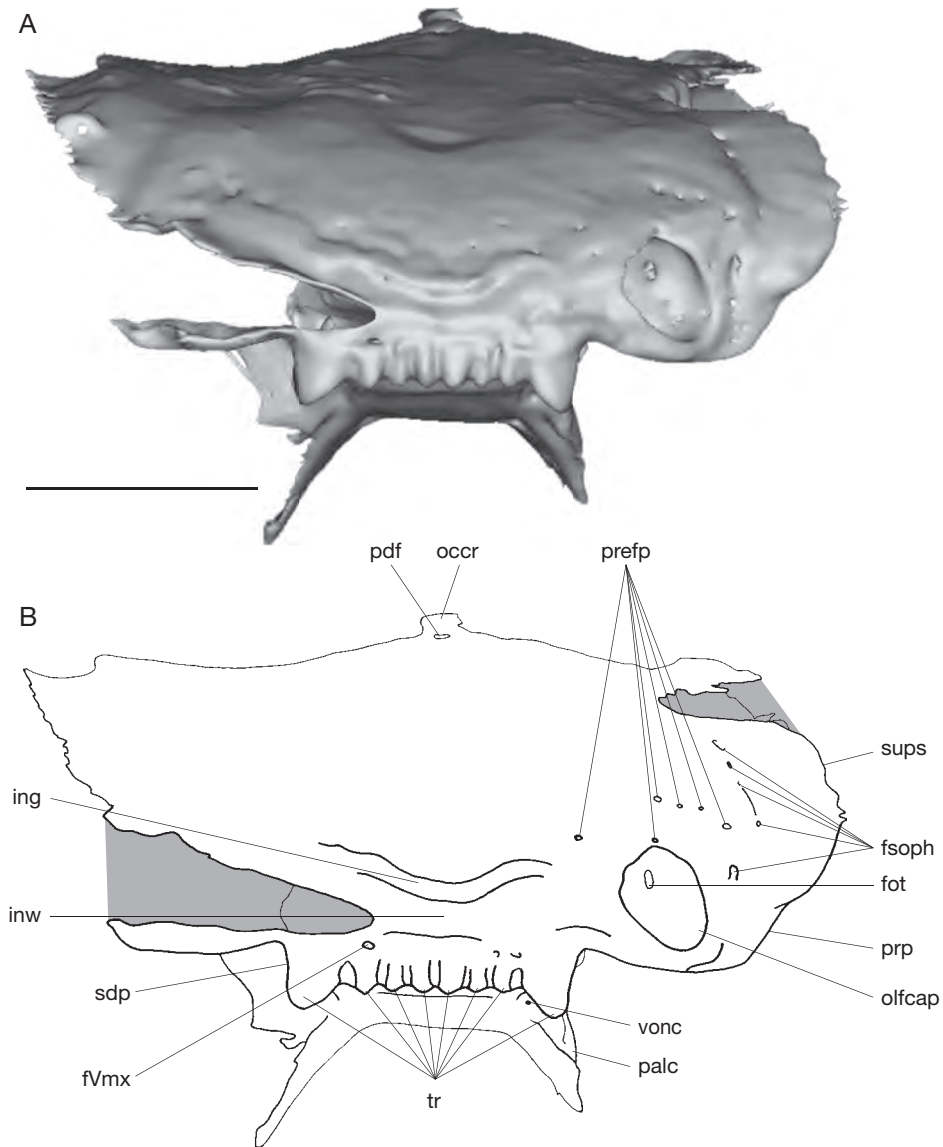 A
pdf occr prefp
B
sups
ing
fsoph
fot
inw
prp
sdp
olfcap
vonc
fVmx
palc
tr